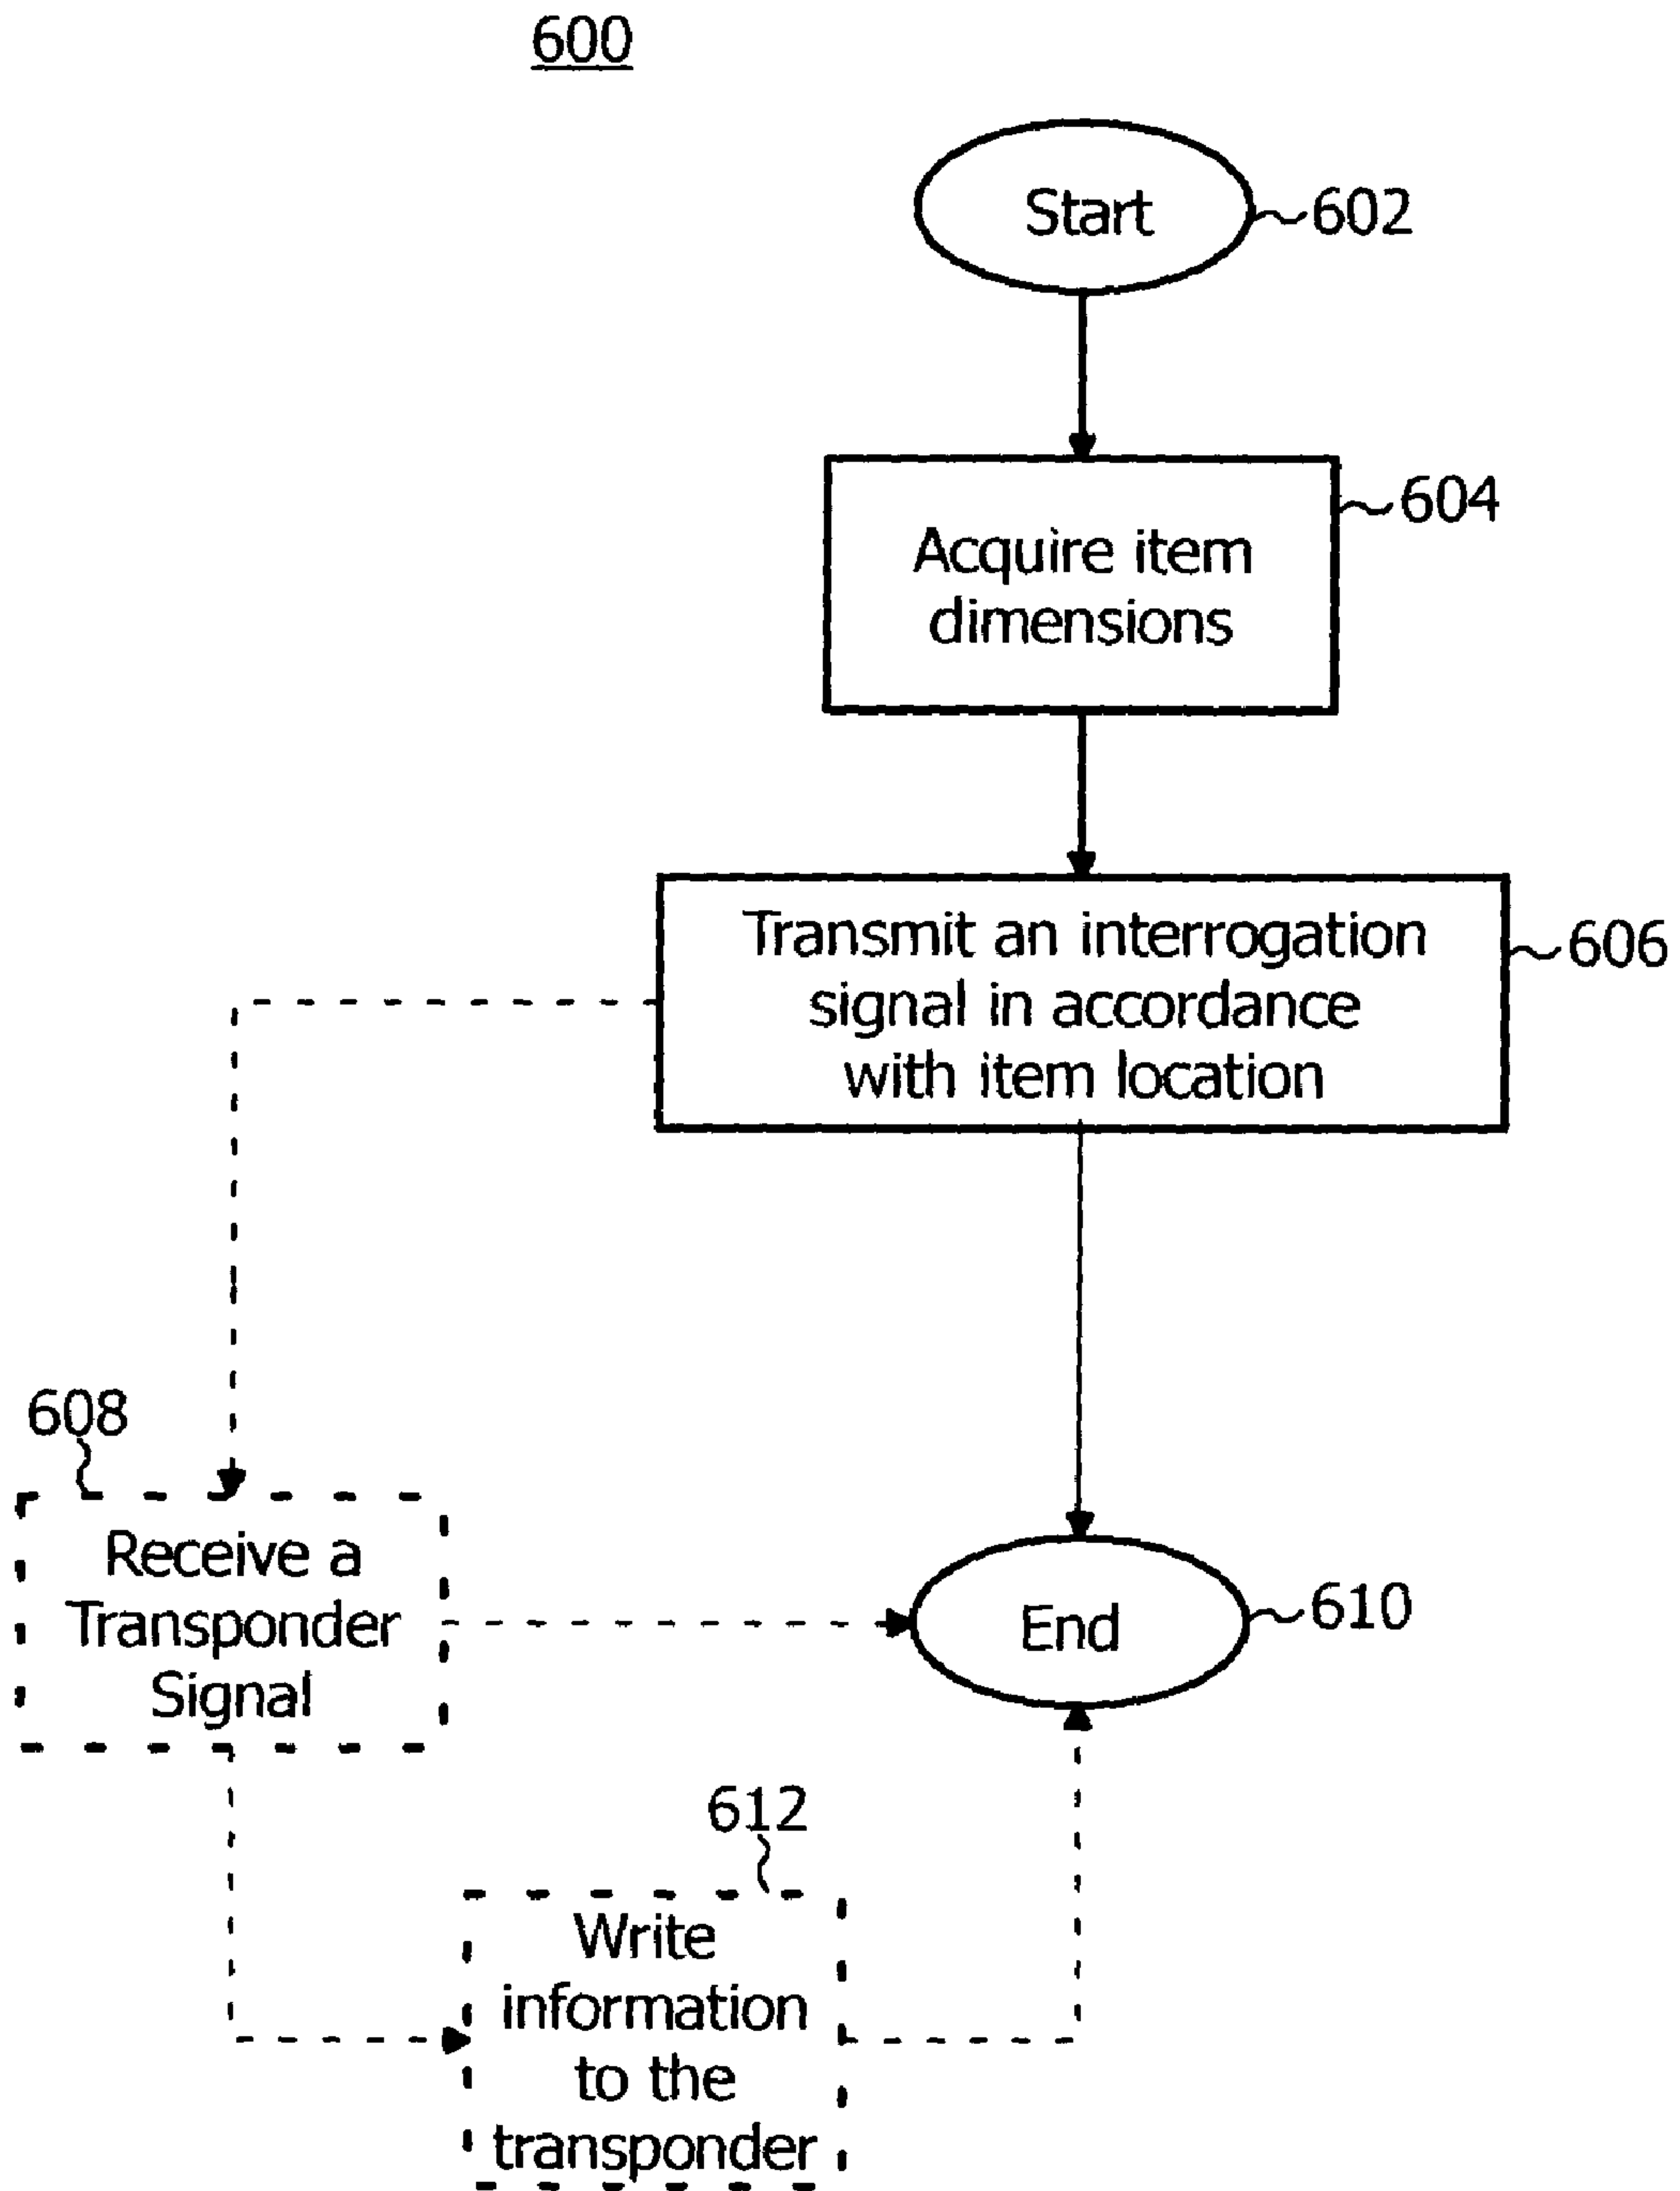 600
Start
602
604
Acquire item
dimensions
Transmit an interrogation
signal in accordance
with item location
606
608
Receive a
Transponder
Signal
End
610
612
Write
information
to the
transponder